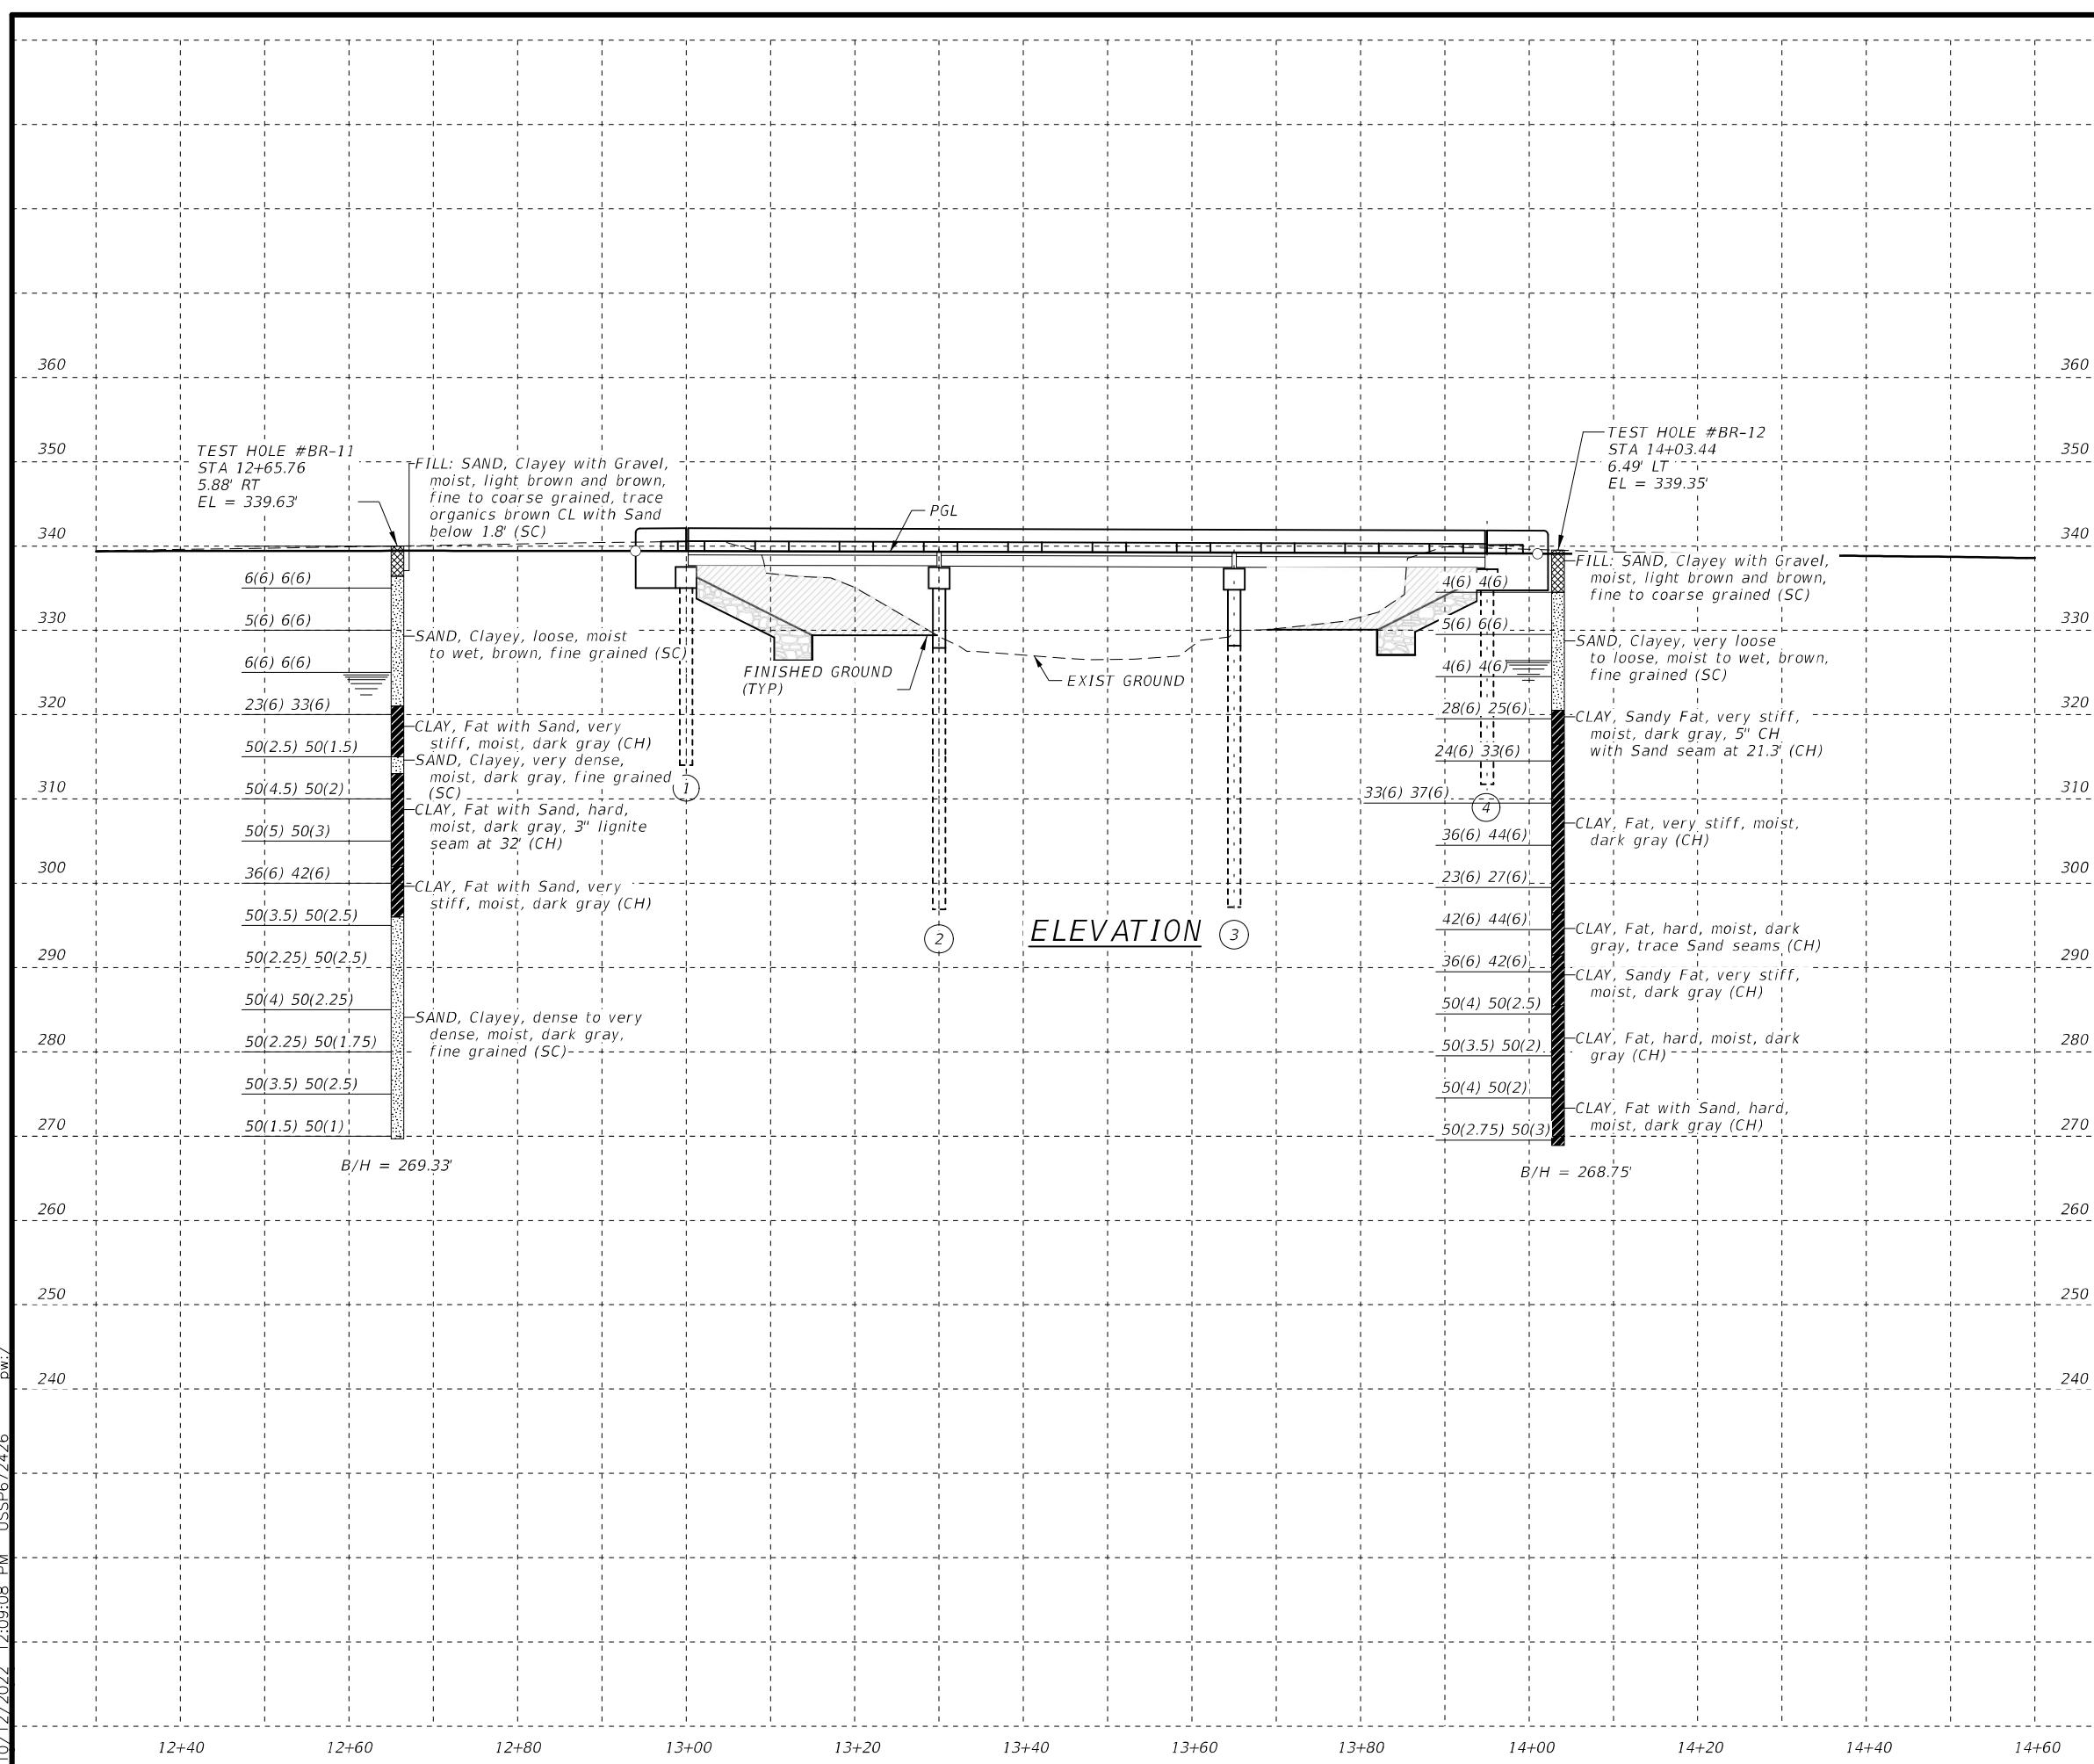 360
360
350
350
340
340
330
330
320
320
310
310
300
300
290
290
280
280
270
270
260
260
250
250
240
240
TEST HOLE #BR-11
STA 12+65.76
5.88' RT
EL = 339.63'
FILL: SAND, Clayey with Gravel,
moist, light brown and brown,
fine to coarse grained, trace
organics brown CL with Sand
below 1.8' (SC)
6(6) 6(6)
5(6) 6(6)
6(6) 6(6)
23(6) 33(6)
50(2.5) 50(1.5)
50(4.5) 50(2)
50(5) 50(3)
36(6) 42(6)
50(3.5) 50(2.5)
50(2.25) 50(2.5)
50(4) 50(2.25)
50(2.25) 50(1.75)
50(3.5) 50(2.5)
50(1.5) 50(1)
B/H = 269.33'
SAND, Clayey, loose, moist
to wet, brown, fine grained (SC)
CLAY, Fat with Sand, very
stiff, moist, dark gray (CH)
SAND, Clayey, very dense,
moist, dark gray, fine grained
(SC)
CLAY, Fat with Sand, hard,
moist, dark gray, 3" lignite
seam at 32' (CH)
CLAY, Fat with Sand, very
stiff, moist, dark gray (CH)
SAND, Clayey, dense to very
dense, moist, dark gray,
fine grained (SC)
PGL
FINISHED GROUND
(TYP)
EXIST GROUND
1
2
3
4
ELEVATION
TEST HOLE #BR-12
STA 14+03.44
6.49' LT
EL = 339.35'
4(6) 4(6)
5(6) 6(6)
4(6) 4(6)
28(6) 25(6)
24(6) 33(6)
33(6) 37(6)
36(6) 44(6)
23(6) 27(6)
42(6) 44(6)
36(6) 42(6)
50(4) 50(2.5)
50(3.5) 50(2)
50(4) 50(2)
50(2.75) 50(3)
B/H = 268.75'
FILL: SAND, Clayey with Gravel,
moist, light brown and brown,
fine to coarse grained (SC)
SAND, Clayey, very loose
to loose, moist to wet, brown,
fine grained (SC)
CLAY, Sandy Fat, very stiff,
moist, dark gray, 5" CH
with Sand seam at 21.3' (CH)
CLAY, Fat, very stiff, moist,
dark gray (CH)
CLAY, Fat, hard, moist, dark
gray, trace Sand seams (CH)
CLAY, Sandy Fat, very stiff,
moist, dark gray (CH)
CLAY, Fat, hard, moist, dark
gray (CH)
CLAY, Fat with Sand, hard,
moist, dark gray (CH)
12+40
12+60
12+80
13+00
13+20
13+40
13+60
13+80
14+00
14+20
14+40
14+60
10/12/2022 12:09:08 PM USSP672426 pw:/